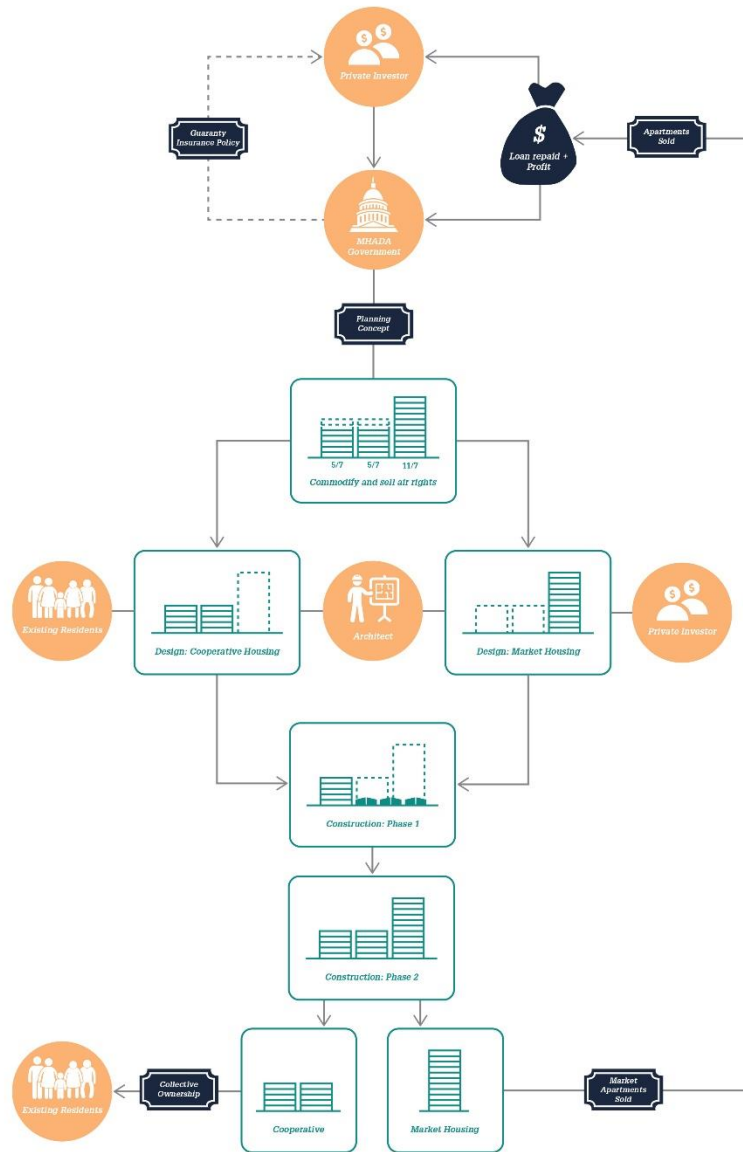 $ $
Private Investor
Guaranty
Insurance Policy
$
Loan repaid +
Profit
Apartments
Sold
MHADA
Government
Planning
Concept
5/7 5/7 11/7
Commodify and sell air rights
Existing Residents
Design: Cooperative Housing
Architect
Design: Market Housing
$ $
Private Investor
Construction: Phase 1
Construction: Phase 2
Existing Residents
Collective
Ownership
Cooperative
Market Housing
Market
Apartments
Sold